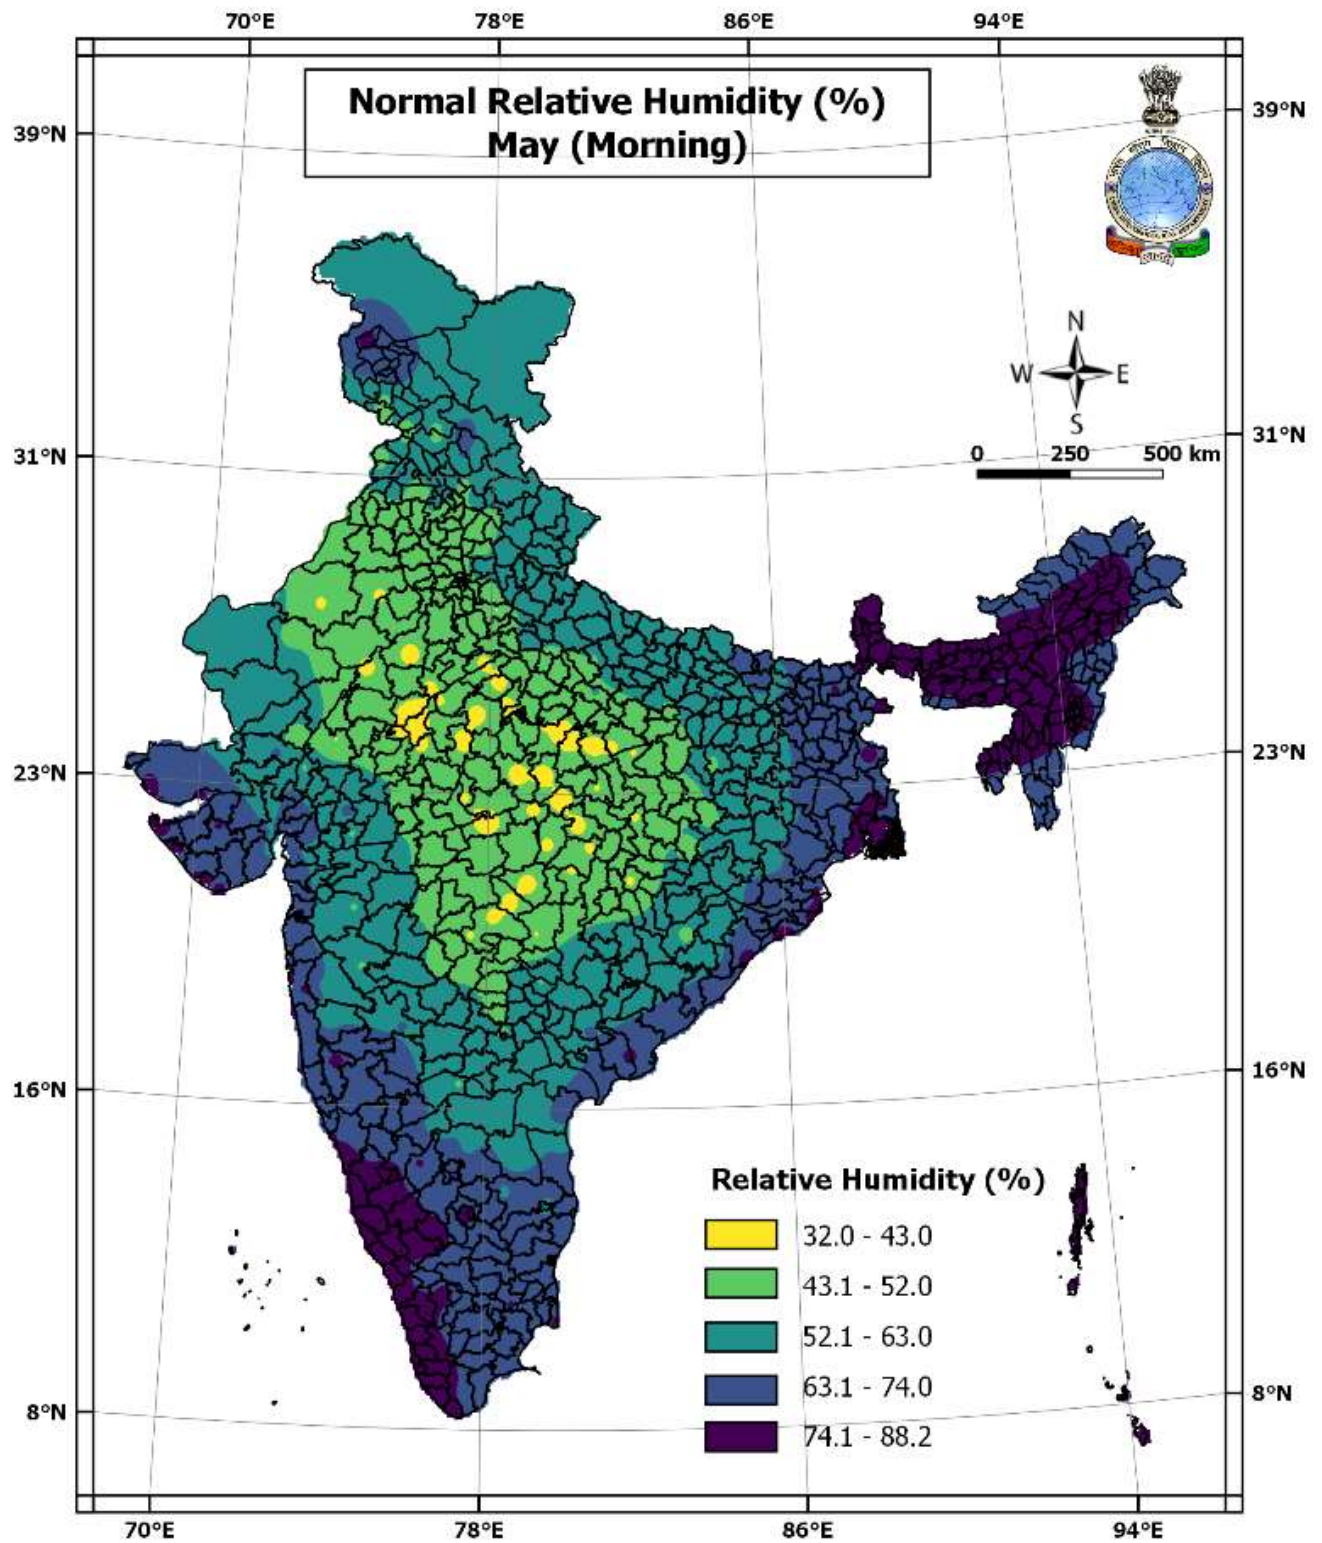 70°E 78°E 86°E 94°E
Normal Relative Humidity (%)
May (Morning)
39°N 39°N
N
W E
S
31°N 31°N
0 250 500 km
23°N 23°N
16°N 16°N
Relative Humidity (%)
32.0 - 43.0
43.1 - 52.0
52.1 - 63.0
63.1 - 74.0
74.1 - 88.2
8°N 8°N
70°E 78°E 86°E 94°E